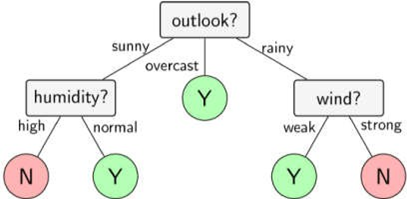 outlook?
sunny
overcast
rainy
humidity?
Y
wind?
high
normal
weak
strong
N
Y
Y
N